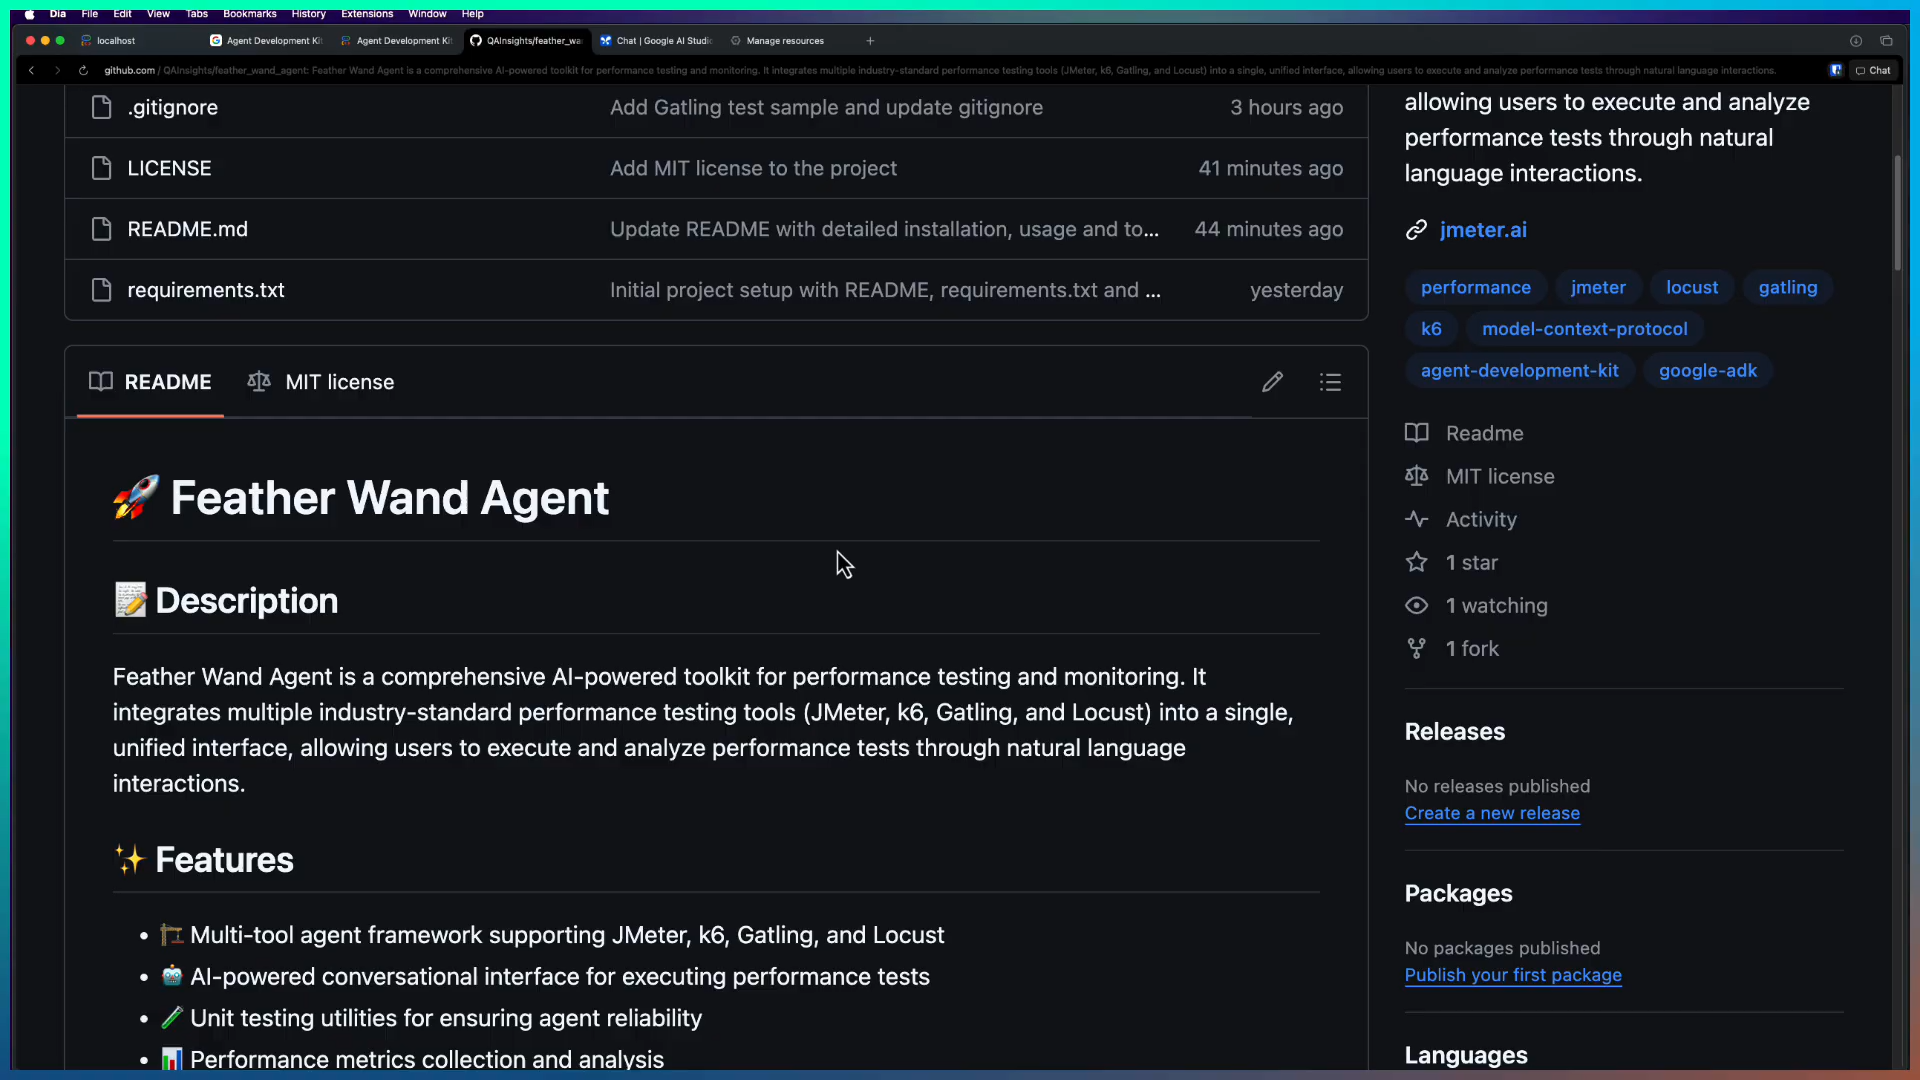 Dia File Edit View Tabs Bookmarks History Extensions Window Help
localhost Agent Development Ki Agent Development Ki QAInsights/feather_wa Chat | Google AI Studi Manage resources
github.com / QAInsights/feather_wand_agent: Feather Wand Agent is a comprehensive AI-powered toolkit for performance testing and monitoring. It integrates multiple industry-standard performance testing tools (JMeter, k6, Gatling, and Locust) into a single, unified interface, allowing users to execute and analyze performance tests through natural language interactions. Chat
.gitignore Add Gatling test sample and update gitignore 3 hours ago
LICENSE Add MIT license to the project 41 minutes ago
README.md Update README with detailed installation, usage and to... 44 minutes ago
requirements.txt Initial project setup with README, requirements.txt and ... yesterday
README MIT license
🚀 Feather Wand Agent
📝 Description
Feather Wand Agent is a comprehensive AI-powered toolkit for performance testing and monitoring. It
integrates multiple industry-standard performance testing tools (JMeter, k6, Gatling, and Locust) into a single,
unified interface, allowing users to execute and analyze performance tests through natural language
interactions.
✨ Features
• 🏗️ Multi-tool agent framework supporting JMeter, k6, Gatling, and Locust
• 🤖 AI-powered conversational interface for executing performance tests
• 🧪 Unit testing utilities for ensuring agent reliability
• 📊 Performance metrics collection and analysis
allowing users to execute and analyze
performance tests through natural
language interactions.
jmeter.ai
performance jmeter locust gatling
k6 model-context-protocol
agent-development-kit google-adk
Readme
MIT license
Activity
1 star
1 watching
1 fork
Releases
No releases published
Create a new release
Packages
No packages published
Publish your first package
Languages